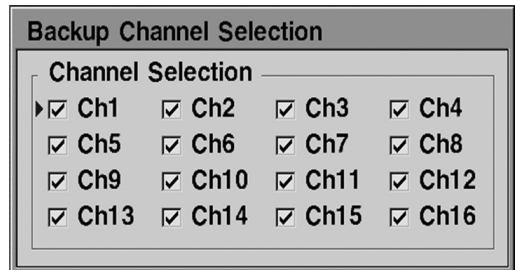 Backup Channel Selection
Channel Selection
Ch1 Ch2 Ch3 Ch4
Ch5 Ch6 Ch7 Ch8
Ch9 Ch10 Ch11 Ch12
Ch13 Ch14 Ch15 Ch16